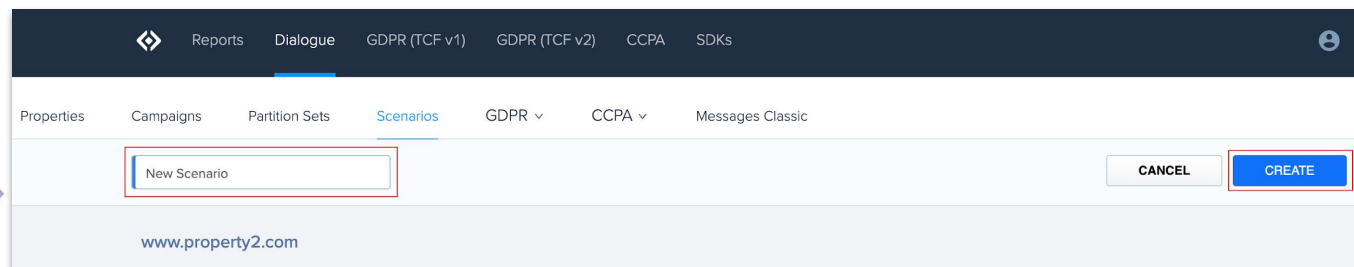 Reports Dialogue GDPR (TCF v1) GDPR (TCF v2) CCPA SDKs
Properties Campaigns Partition Sets Scenarios GDPR CCPA Messages Classic
New Scenario CANCEL CREATE
www.property2.com